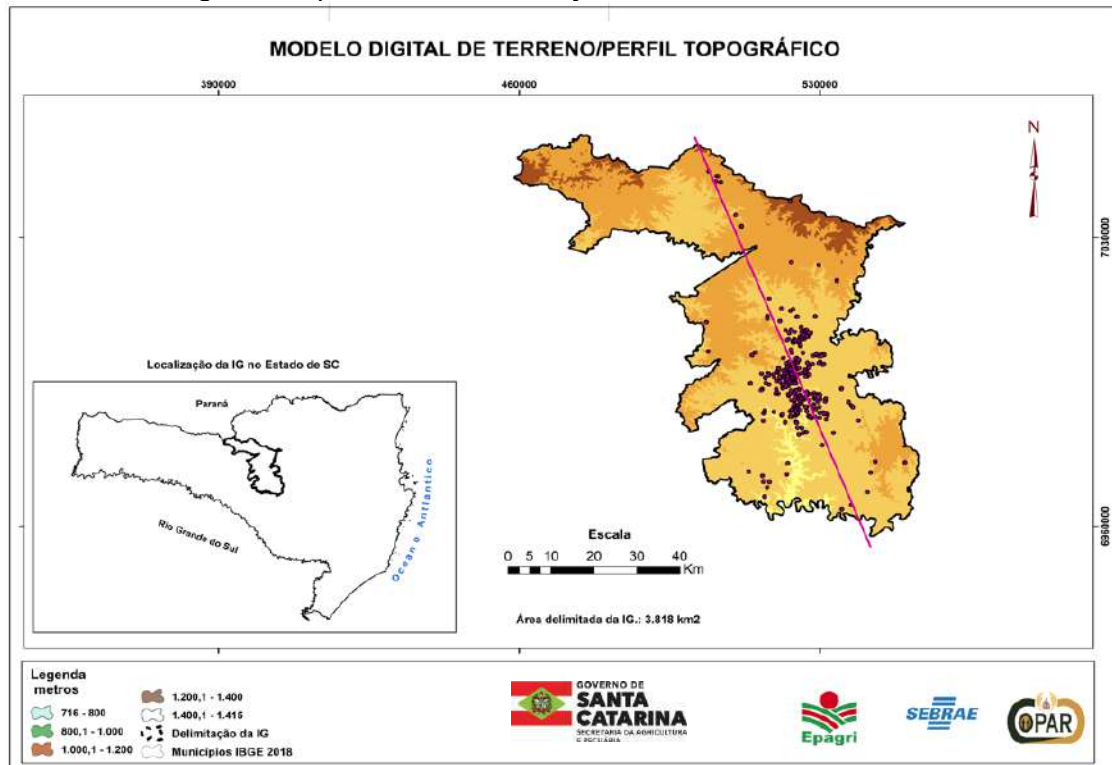 MODELO DIGITAL DE TERRENO/PERFIL TOPOGRÁFICO
390000
460000
530000
N
7030000
6960000
Localização da IG no Estado de SC
Paraná
Rio Grande do Sul
Oceano Antlantico
Escala
0 5 10 20 30 40
Km
Área delimitada da IG.: 3.818 km2
Legenda
metros
716 - 800
800,1 - 1.000
1.000,1 - 1.200
1.200,1 - 1.400
1.400,1 - 1.415
Delimitação da IG
Municípios IBGE 2018
GOVERNO DE
SANTA
CATARINA
SECRETARIA DA AGRICULTURA
E PECUÁRIA
Epagri
SEBRAE
OPAR